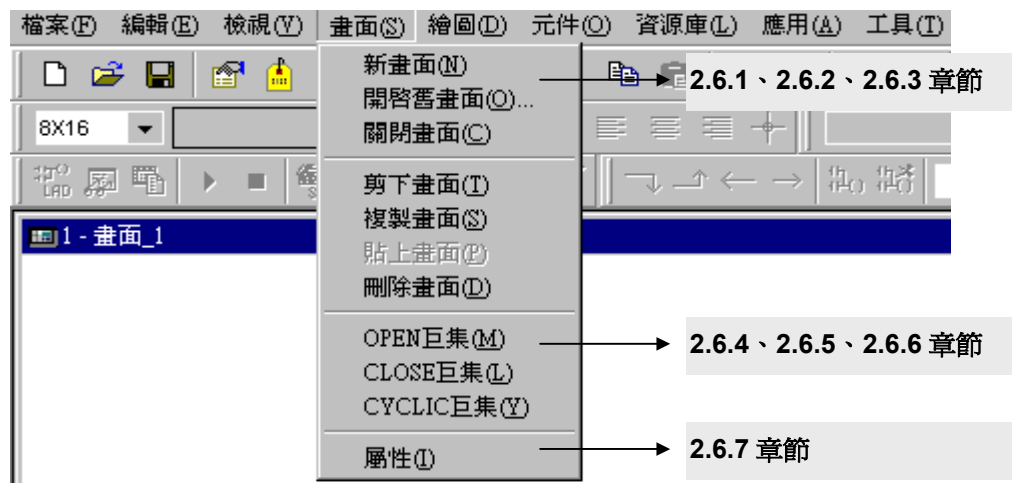 檔案(F) 編輯(E) 檢視(V) 畫面(S) 繪圖(D) 元件(O) 資源庫(L) 應用(A) 工具(T)
新畫面(N)
2.6.1、2.6.2、2.6.3 章節
開啓舊畫面(O)...
8X16
關閉畫面(C)
LAD
剪下畫面(T)
複製畫面(S)
1 - 畫面_1
貼上畫面(P)
刪除畫面(D)
OPEN巨集(M)
2.6.4、2.6.5、2.6.6 章節
CLOSE巨集(L)
CYCLIC巨集(Y)
屬性(I)
2.6.7 章節